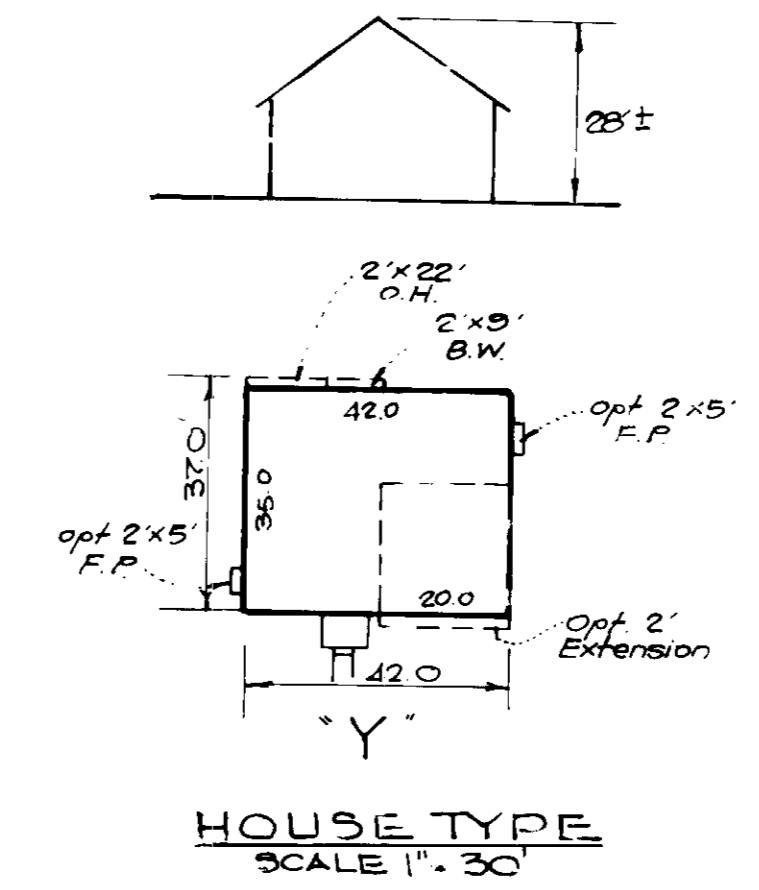 28'±
2'x22'
O.H.
2'x9'
B.W.
42.0
opt 2'x5'
F.P.
37.0
35.0
opt 2'x5'
F.P.
20.0
Opt. 2'
Extension
42.0
"Y"
HOUSE TYPE
SCALE 1"=30'